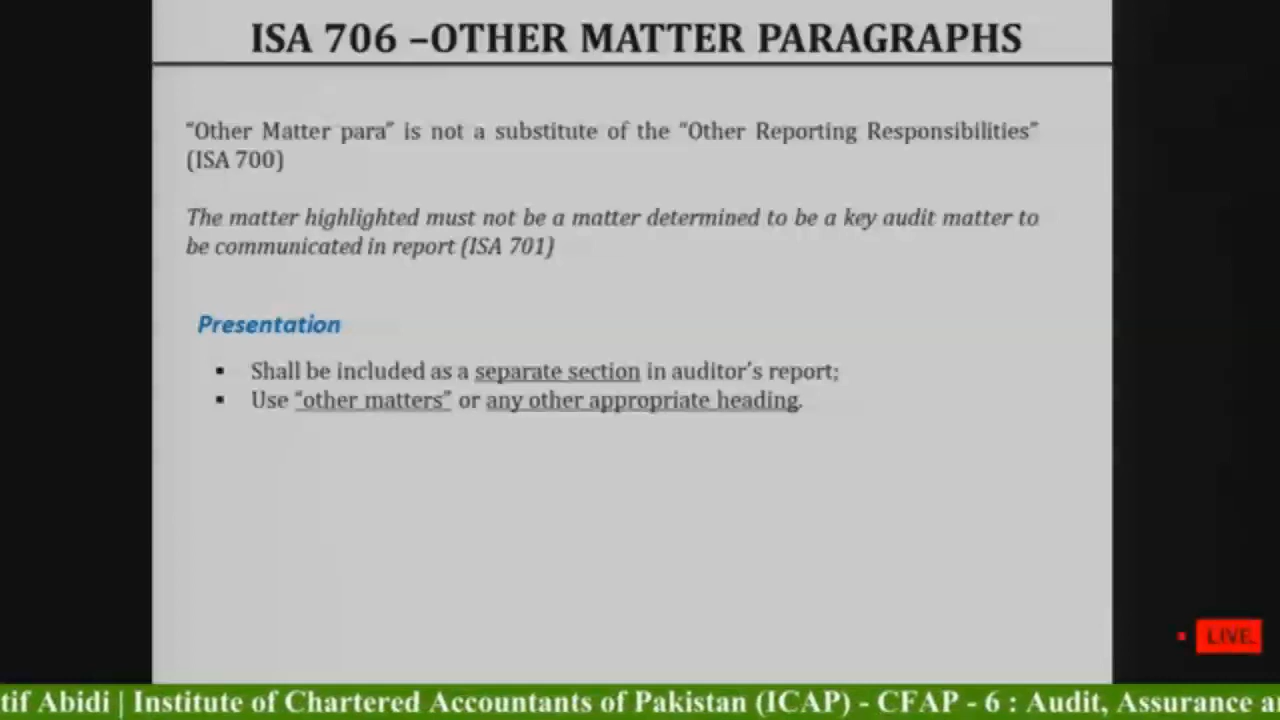 ISA 706 –OTHER MATTER PARAGRAPHS
“Other Matter para” is not a substitute of the “Other Reporting Responsibilities”
(ISA 700)
The matter highlighted must not be a matter determined to be a key audit matter to
be communicated in report (ISA 701)
Presentation
▪ Shall be included as a separate section in auditor’s report;
▪ Use “other matters” or any other appropriate heading.
LIVE
tif Abidi | Institute of Chartered Accountants of Pakistan (ICAP) - CFAP - 6 : Audit, Assurance a